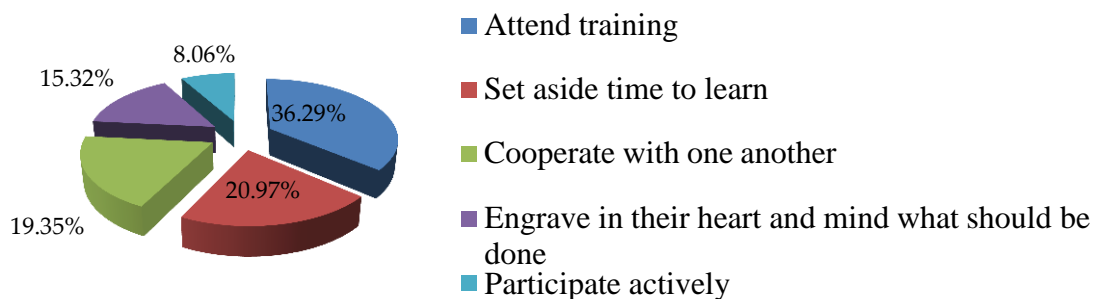 Attend training
8.06%
15.32%
36.29%
Set aside time to learn
Cooperate with one another
20.97%
19.35%
Engrave in their heart and mind what should be
done
Participate actively